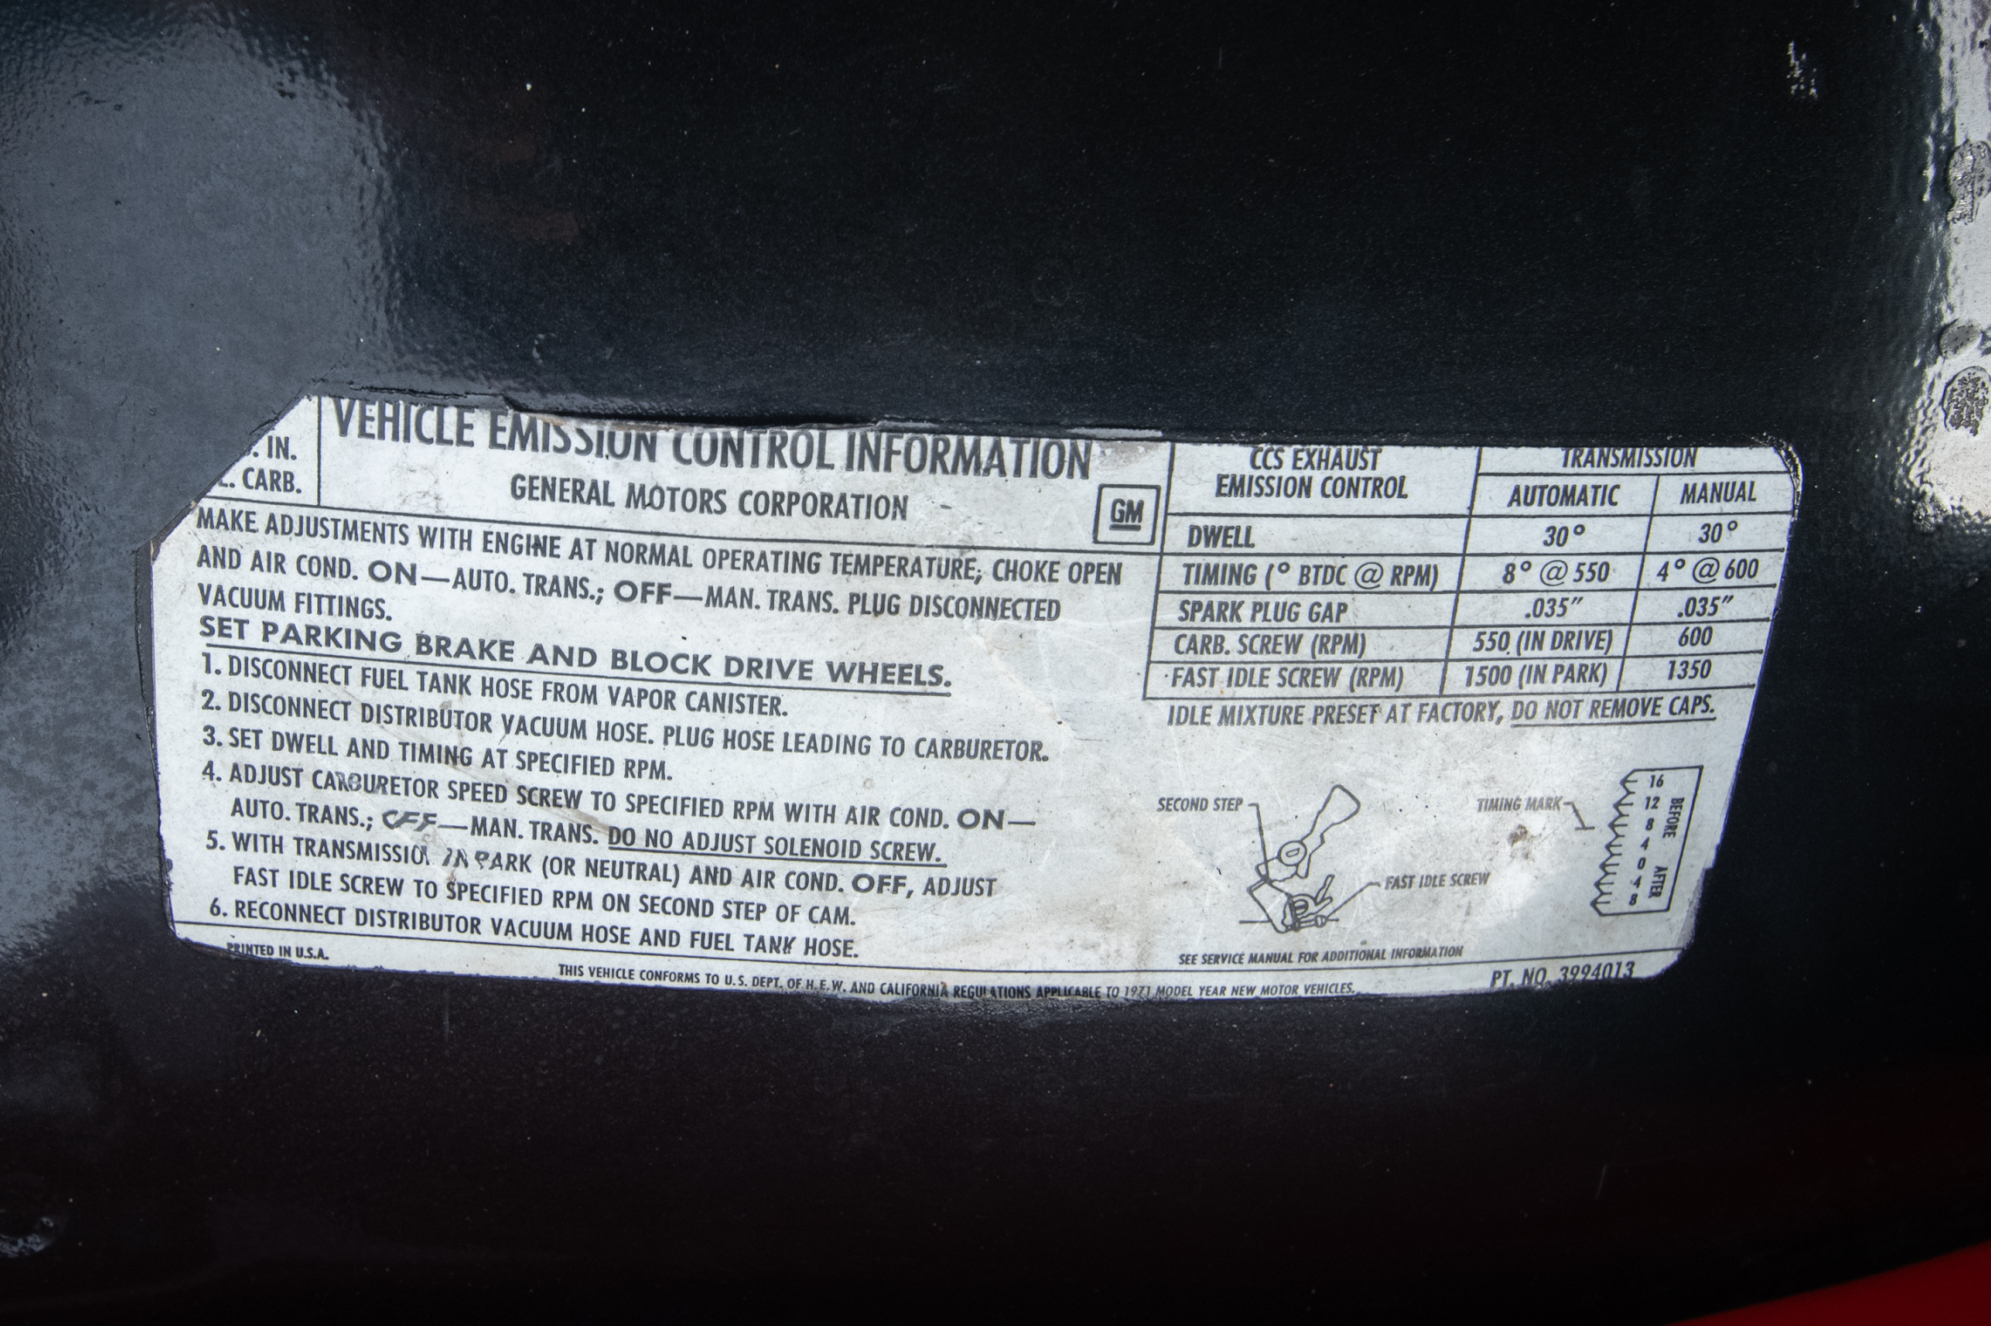 IN.
CARB.
VEHICLE EMISSION CONTROL INFORMATION
GENERAL MOTORS CORPORATION
GM
MAKE ADJUSTMENTS WITH ENGINE AT NORMAL OPERATING TEMPERATURE; CHOKE OPEN
AND AIR COND. ON—AUTO. TRANS.; OFF—MAN. TRANS. PLUG DISCONNECTED
VACUUM FITTINGS.
SET PARKING BRAKE AND BLOCK DRIVE WHEELS.
1. DISCONNECT FUEL TANK HOSE FROM VAPOR CANISTER.
2. DISCONNECT DISTRIBUTOR VACUUM HOSE. PLUG HOSE LEADING TO CARBURETOR.
3. SET DWELL AND TIMING AT SPECIFIED RPM.
4. ADJUST CARBURETOR SPEED SCREW TO SPECIFIED RPM WITH AIR COND. ON—
AUTO. TRANS.; OFF—MAN. TRANS. DO NO ADJUST SOLENOID SCREW.
5. WITH TRANSMISSION IN PARK (OR NEUTRAL) AND AIR COND. OFF, ADJUST
FAST IDLE SCREW TO SPECIFIED RPM ON SECOND STEP OF CAM.
6. RECONNECT DISTRIBUTOR VACUUM HOSE AND FUEL TANK HOSE.
CCS EXHAUST
EMISSION CONTROL
TRANSMISSION
AUTOMATIC MANUAL
DWELL 30° 30°
TIMING (° BTDC @ RPM) 8° @ 550 4° @ 600
SPARK PLUG GAP .035" .035"
CARB. SCREW (RPM) 550 (IN DRIVE) 600
FAST IDLE SCREW (RPM) 1500 (IN PARK) 1350
IDLE MIXTURE PRESET AT FACTORY, DO NOT REMOVE CAPS.
SECOND STEP
FAST IDLE SCREW
TIMING MARK
16
12
8
4
0
4
8
BEFORE
AFTER
SEE SERVICE MANUAL FOR ADDITIONAL INFORMATION
PRINTED IN U.S.A.
THIS VEHICLE CONFORMS TO U.S. DEPT. OF H.E.W. AND CALIFORNIA REGULATIONS APPLICABLE TO 1971 MODEL YEAR NEW MOTOR VEHICLES.
PT. NO. 3994013